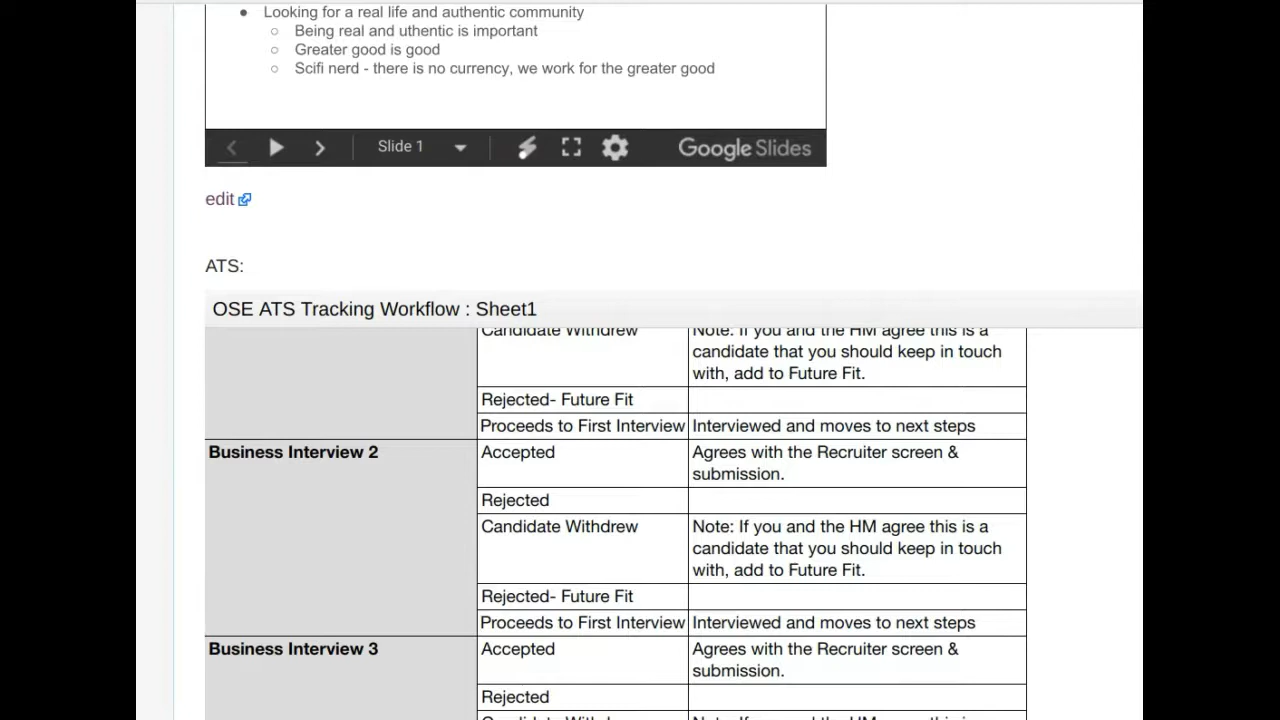 Looking for a real life and authentic community
Being real and uthentic is important
Greater good is good
Scifi nerd - there is no currency, we work for the greater good
Slide 1
Google Slides
edit
ATS:
OSE ATS Tracking Workflow : Sheet1
Candidate Withdrew
Note: If you and the HM agree this is a
candidate that you should keep in touch
with, add to Future Fit.
Rejected- Future Fit
Proceeds to First Interview
Interviewed and moves to next steps
Business Interview 2
Accepted
Agrees with the Recruiter screen &
submission.
Rejected
Candidate Withdrew
Note: If you and the HM agree this is a
candidate that you should keep in touch
with, add to Future Fit.
Rejected- Future Fit
Proceeds to First Interview
Interviewed and moves to next steps
Business Interview 3
Accepted
Agrees with the Recruiter screen &
submission.
Rejected